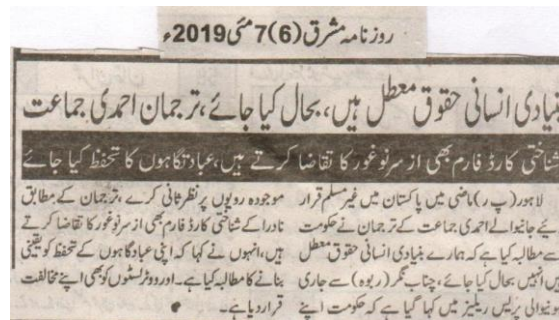 روزنامہ مشرق (6) 7 مئی 2019ء
بنیادی انسانی حقوق معطل ہیں، بحال کیا جائے، ترجمان احمدی جماعت
شناختی کارڈ فارم بھی از سر نو غور کا تقاضا کرتے ہیں، عبادتگاہوں کا تحفظ کیا جائے
لاہور (پ ر) ماضی میں پاکستان میں غیر مسلم قرار
دیئے جانیوالے احمدی جماعت کے ترجمان نے حکومت
سے مطالبہ کیا ہے کہ ہمارے بنیادی انسانی حقوق معطل
ہیں انہیں بحال کیا جائے، چناب نگر (ربوہ) سے جاری
ہونیوالی پریس ریلیز میں کہا گیا ہے کہ حکومت اپنے
موجودہ رویوں پر نظر ثانی کرے، ترجمان کے مطابق
نادرا کے شناختی کارڈ فارم بھی از سر نو غور کا تقاضا کرتے
ہیں، انہوں نے کہا کہ اپنی عبادگاہوں کے تحفظ کو یقینی
بنانے کا مطالبہ کیا ہے۔ اور ووٹر لسٹوں کو بھی اپنے مخالفت
قرار دیا ہے۔